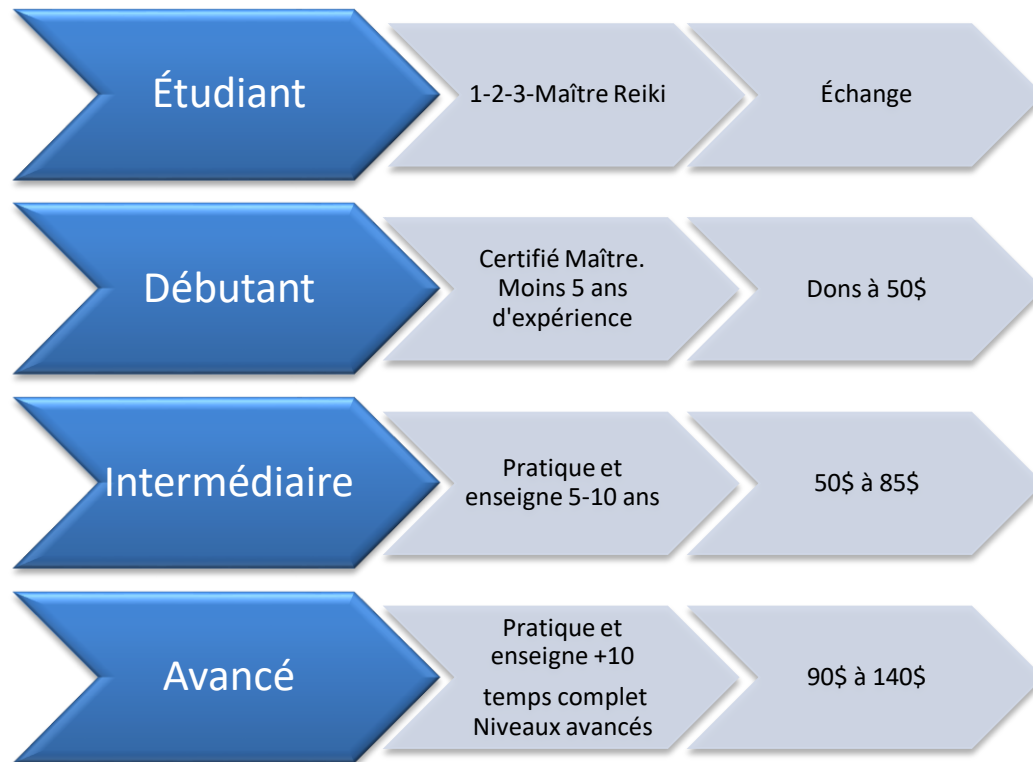 Étudiant
1-2-3-Maître Reiki
Échange
Débutant
Certifié Maître.
Moins 5 ans
d'expérience
Dons à 50$
Intermédiaire
Pratique et
enseigne 5-10 ans
50$ à 85$
Avancé
Pratique et
enseigne +10
temps complet
Niveaux avancés
90$ à 140$